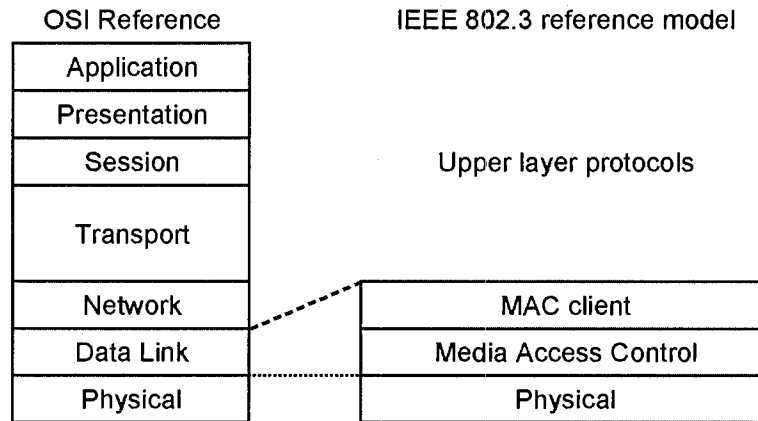 OSI Reference
IEEE 802.3 reference model
Application
Presentation
Session
Upper layer protocols
Transport
Network
MAC client
Data Link
Media Access Control
Physical
Physical